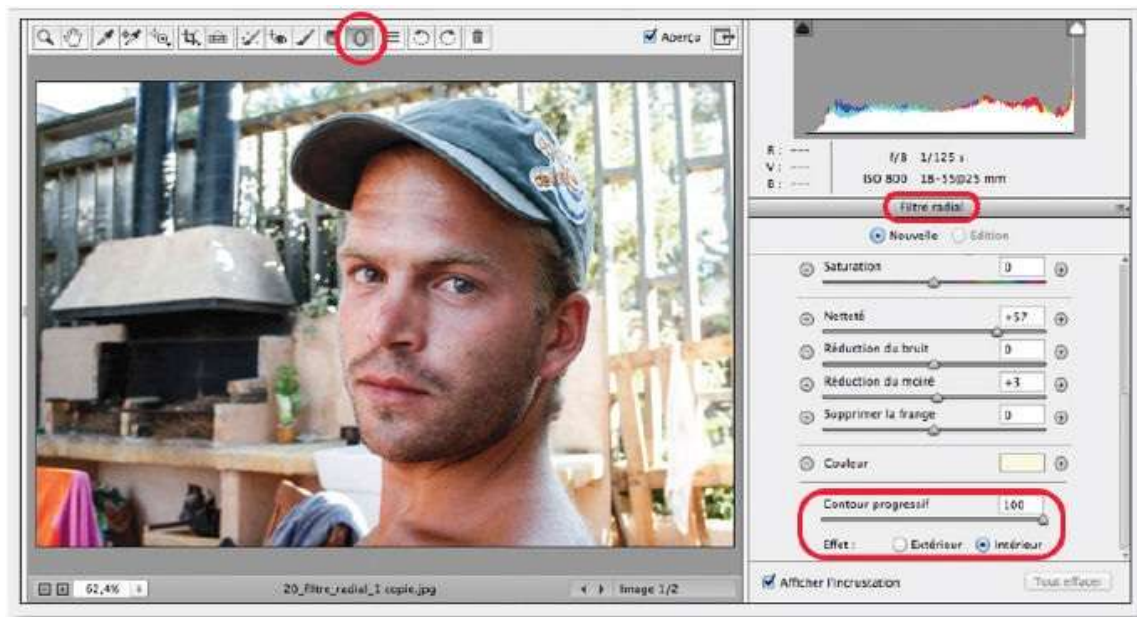 Aperçu
R : ---
V : ---
B : ---
f/8 1/125 s
ISO 800 18-55@25 mm
Filtre radial
Nouvelle Edition
Saturation 0
Netteté +57
Réduction du bruit 0
Réduction du moiré +3
Supprimer la frange 0
Couleur
Contour progressif 100
Effet : Extérieur Intérieur
Afficher l'incrustation Tout effacer
62,4% 20_filtre_radial_1 copie.jpg Image 1/2